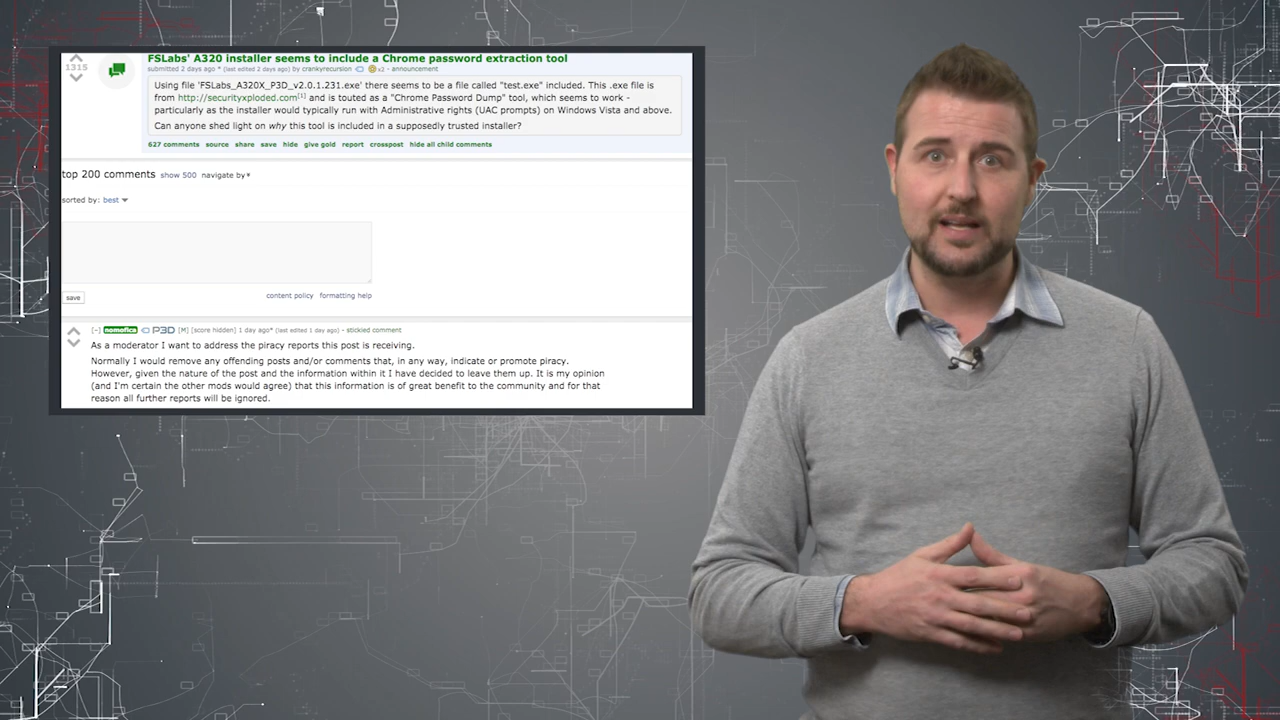 1315
FSLabs' A320 installer seems to include a Chrome password extraction tool
submitted 2 days ago * (last edited 2 days ago) by crankyrecursion x2 - announcement
Using file 'FSLabs_A320X_P3D_v2.0.1.231.exe' there seems to be a file called "test.exe" included. This .exe file is
from http://securityxploded.com[1] and is touted as a "Chrome Password Dump" tool, which seems to work -
particularly as the installer would typically run with Administrative rights (UAC prompts) on Windows Vista and above.
Can anyone shed light on why this tool is included in a supposedly trusted installer?
627 comments source share save hide give gold report crosspost hide all child comments
top 200 comments show 500 navigate by
sorted by: best
save
content policy formatting help
[-] nomofica P3D [M] [score hidden] 1 day ago* (last edited 1 day ago) - stickied comment
As a moderator I want to address the piracy reports this post is receiving.
Normally I would remove any offending posts and/or comments that, in any way, indicate or promote piracy.
However, given the nature of the post and the information within it I have decided to leave them up. It is my opinion
(and I'm certain the other mods would agree) that this information is of great benefit to the community and for that
reason all further reports will be ignored.